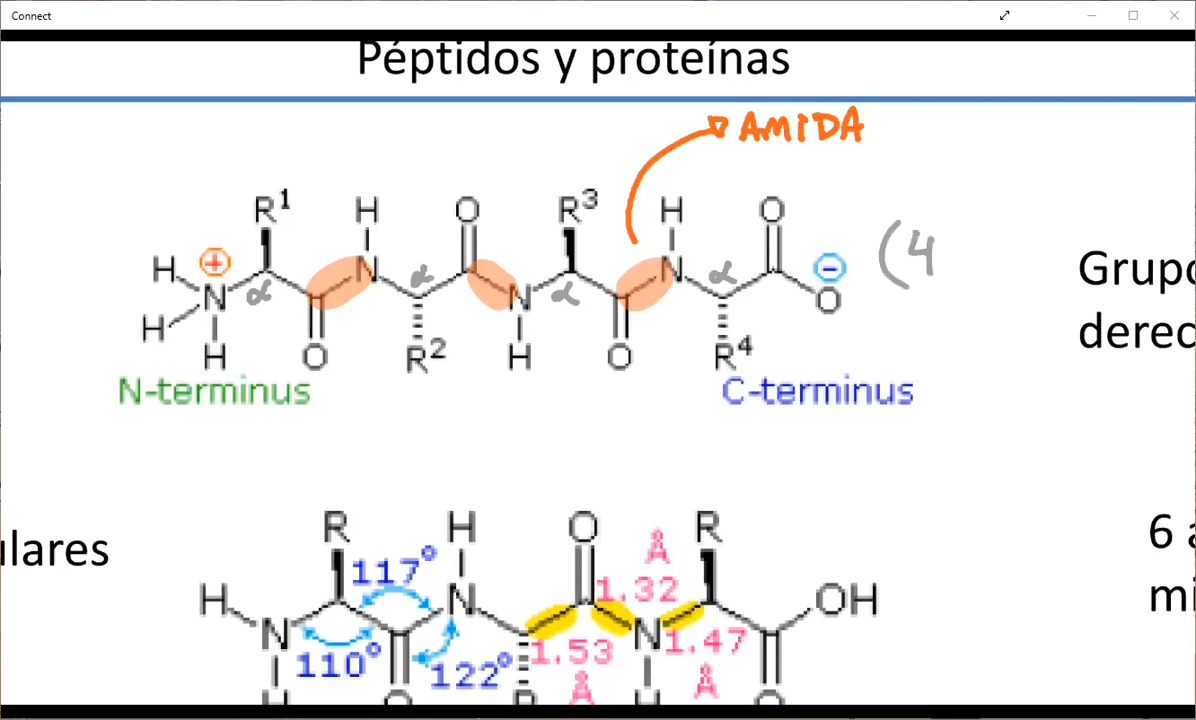 Connect
Péptidos y proteínas
AMIDA
R¹ H O R³ H O
H + α N α α N α − (4
N N O
H H O R² H O R⁴
N-terminus C-terminus
Grupo
derec
ulares
R H O Å R
117° 1.32
H N OH
N N
110° 122° 1.53 1.47
H O R Å H Å O
6 a
mi